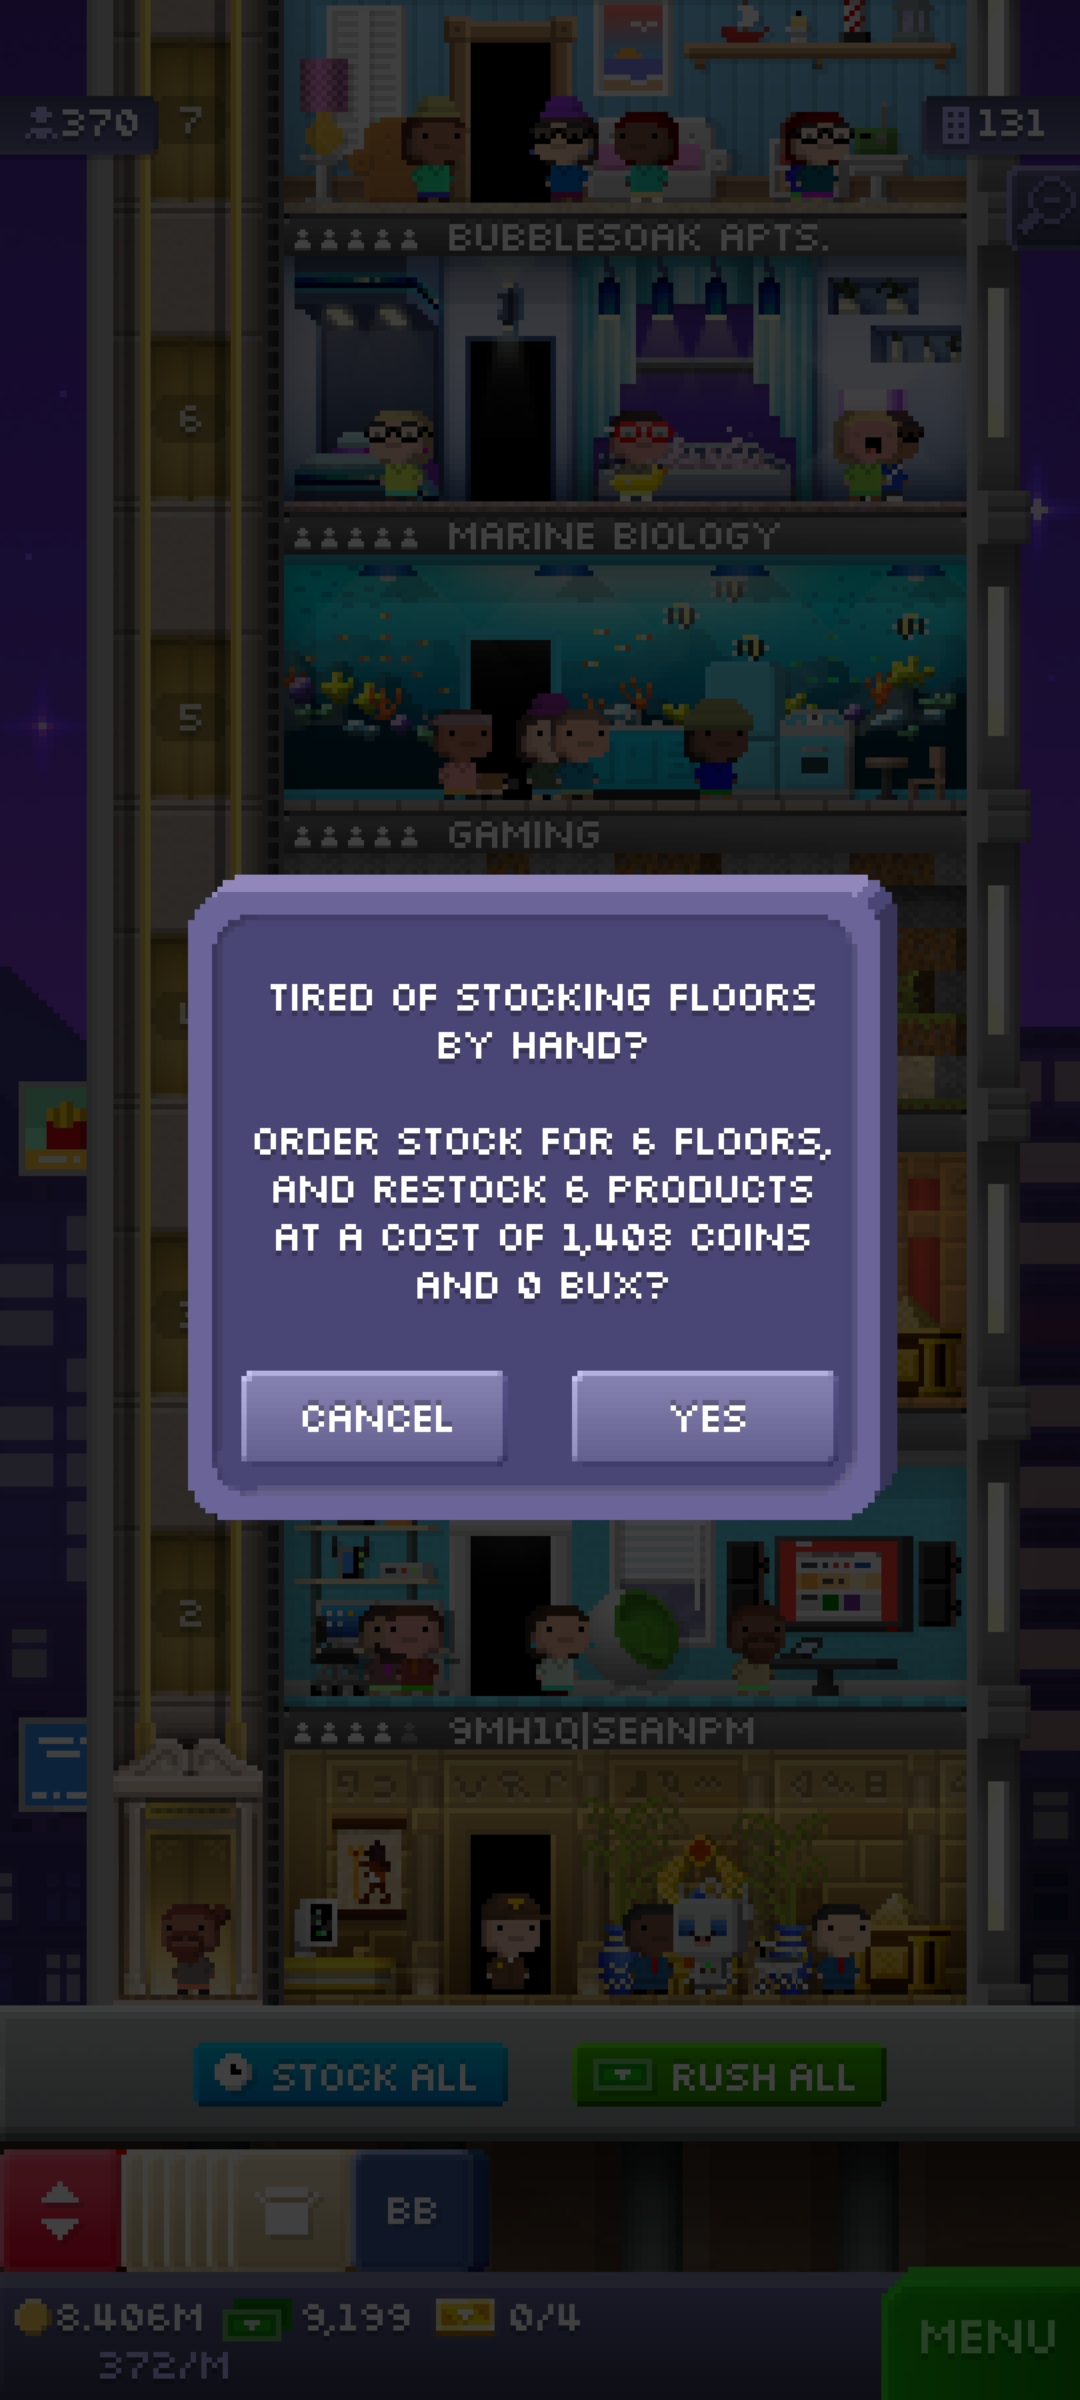 370
7
131
BUBBLESOAK APTS.
6
MARINE BIOLOGY
5
GAMING
TIRED OF STOCKING FLOORS
BY HAND?
ORDER STOCK FOR 6 FLOORS,
AND RESTOCK 6 PRODUCTS
AT A COST OF 1,408 COINS
AND 0 BUX?
CANCEL
YES
2
9MH1Q|SEANPM
STOCK ALL
RUSH ALL
BB
8.406M
9,199
0/4
372/M
MENU